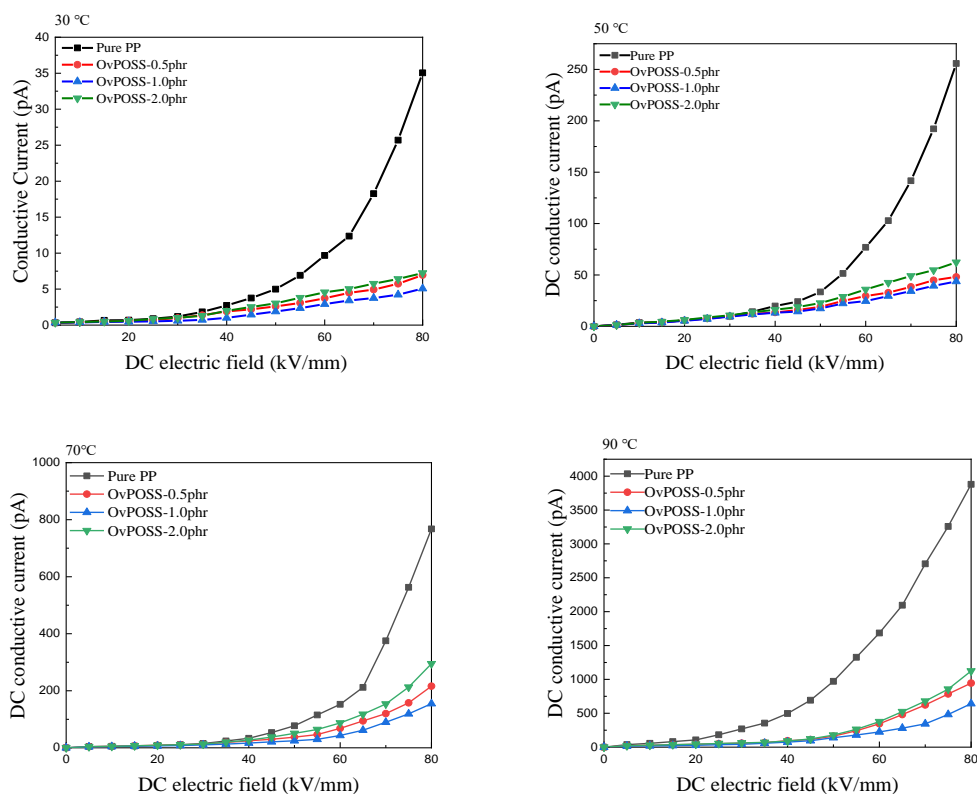 30 ℃
Pure PP
OvPOSS-0.5phr
OvPOSS-1.0phr
OvPOSS-2.0phr
40
35
30
25
20
15
10
5
0
20
40
60
80
Conductive Current (pA)
DC electric field (kV/mm)
50 ℃
Pure PP
OvPOSS-0.5phr
OvPOSS-1.0phr
OvPOSS-2.0phr
250
200
150
100
50
0
0
20
40
60
80
DC conductive current (pA)
DC electric field (kV/mm)
70℃
Pure PP
OvPOSS-0.5phr
OvPOSS-1.0phr
OvPOSS-2.0phr
1000
800
600
400
200
0
0
20
40
60
80
DC conductive current (pA)
DC electric field (kV/mm)
90 ℃
Pure PP
OvPOSS-0.5phr
OvPOSS-1.0phr
OvPOSS-2.0phr
4000
3500
3000
2500
2000
1500
1000
500
0
0
20
40
60
80
DC conductive current (pA)
DC electric field (kV/mm)